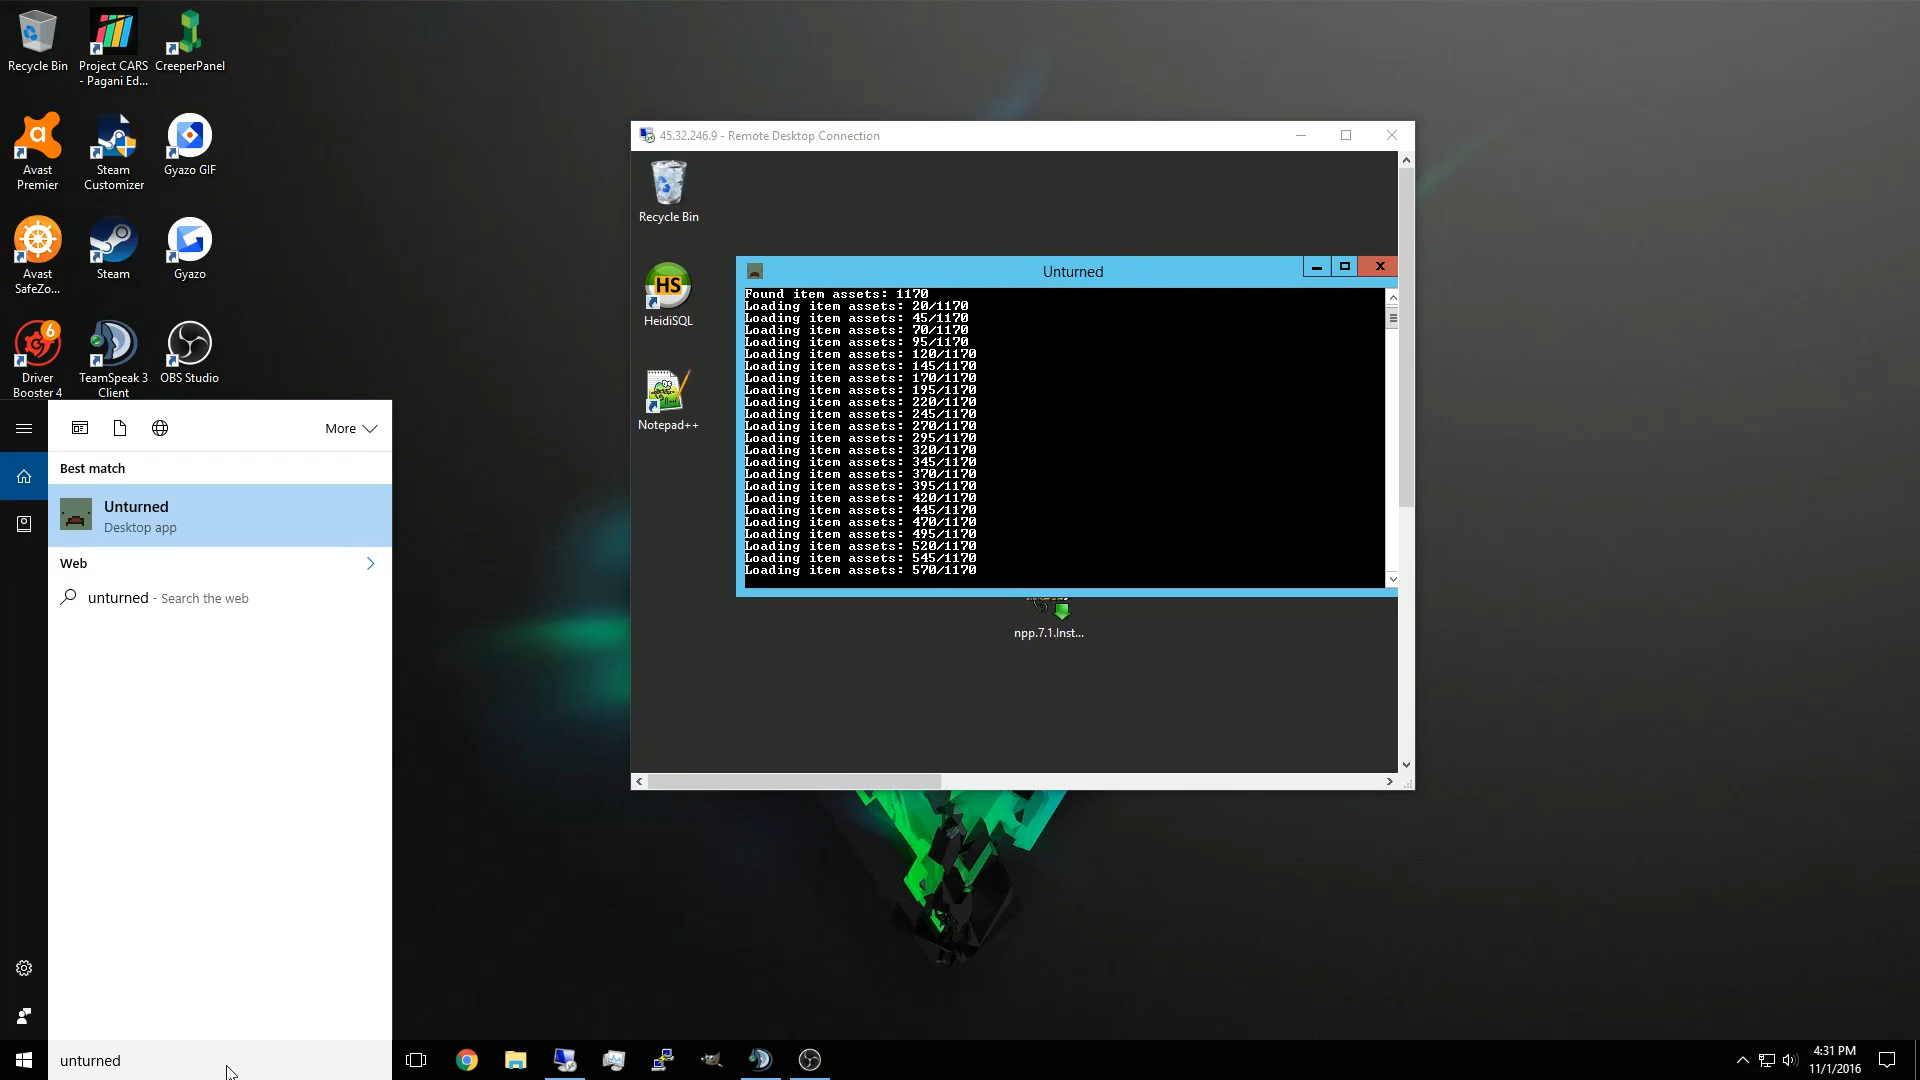 Recycle Bin
Project CARS
- Pagani Ed...
CreeperPanel
Avast
Premier
Steam
Customizer
Gyazo GIF
Avast
SafeZo...
Steam
Gyazo
6
Driver
Booster 4
TeamSpeak 3
Client
OBS Studio
More
Best match
Unturned
Desktop app
Web
unturned - Search the web
unturned
45.32.246.9 - Remote Desktop Connection
Recycle Bin
HS
HeidiSQL
Notepad++
Unturned
Found item assets: 1170
Loading item assets: 20/1170
Loading item assets: 45/1170
Loading item assets: 70/1170
Loading item assets: 95/1170
Loading item assets: 120/1170
Loading item assets: 145/1170
Loading item assets: 170/1170
Loading item assets: 195/1170
Loading item assets: 220/1170
Loading item assets: 245/1170
Loading item assets: 270/1170
Loading item assets: 295/1170
Loading item assets: 320/1170
Loading item assets: 345/1170
Loading item assets: 370/1170
Loading item assets: 395/1170
Loading item assets: 420/1170
Loading item assets: 445/1170
Loading item assets: 470/1170
Loading item assets: 495/1170
Loading item assets: 520/1170
Loading item assets: 545/1170
Loading item assets: 570/1170
npp.7.1.Inst...
4:31 PM
11/1/2016